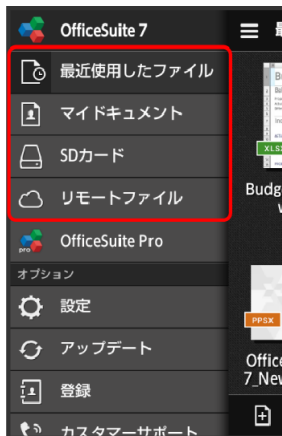 OfficeSuite 7
最
最近使用したファイル
マイドキュメント
SDカード
XLSX
リモートファイル
Budge
w
OfficeSuite Pro
pro
オプション
設定
PPSX
アップデート
Office
7_New
登録
カスタマーサポート